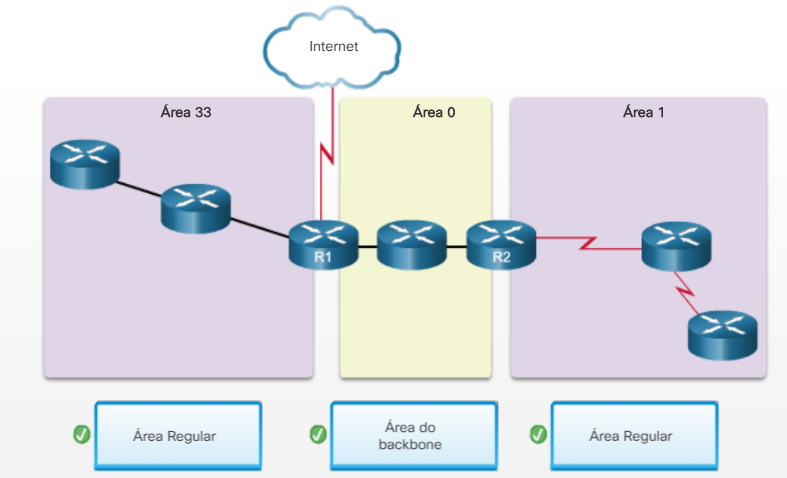 Internet
Área 33
Área 0
Área 1
R1
R2
Área Regular
Área do
backbone
Área Regular